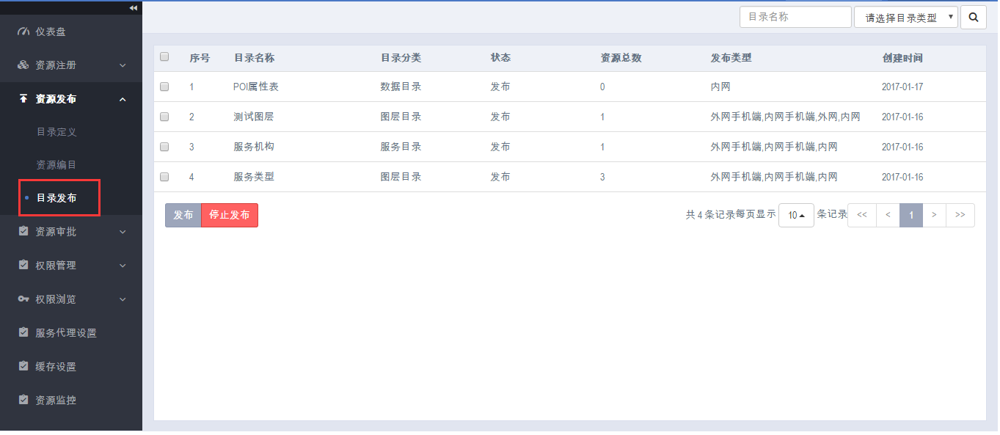 仪表盘
资源注册
资源发布
目录定义
资源编目
目录发布
资源审批
权限管理
权限浏览
服务代理设置
缓存设置
资源监控
目录名称 请选择目录类型
序号 目录名称 目录分类 状态 资源总数 发布类型 创建时间
1 POI属性表 数据目录 发布 0 内网 2017-01-17
2 测试图层 图层目录 发布 1 外网手机端,内网手机端,外网,内网 2017-01-16
3 服务机构 服务目录 发布 1 外网手机端,内网手机端,内网 2017-01-16
4 服务类型 图层目录 发布 3 外网手机端,内网手机端,内网 2017-01-16
发布 停止发布 共 4 条记录每页显示 10 条记录 << < 1 > >>